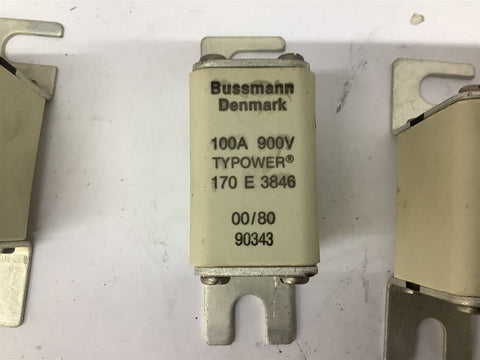 Bussmann
Denmark
100A 900V
TYPOWER®
170 E 3846
00/80
90343